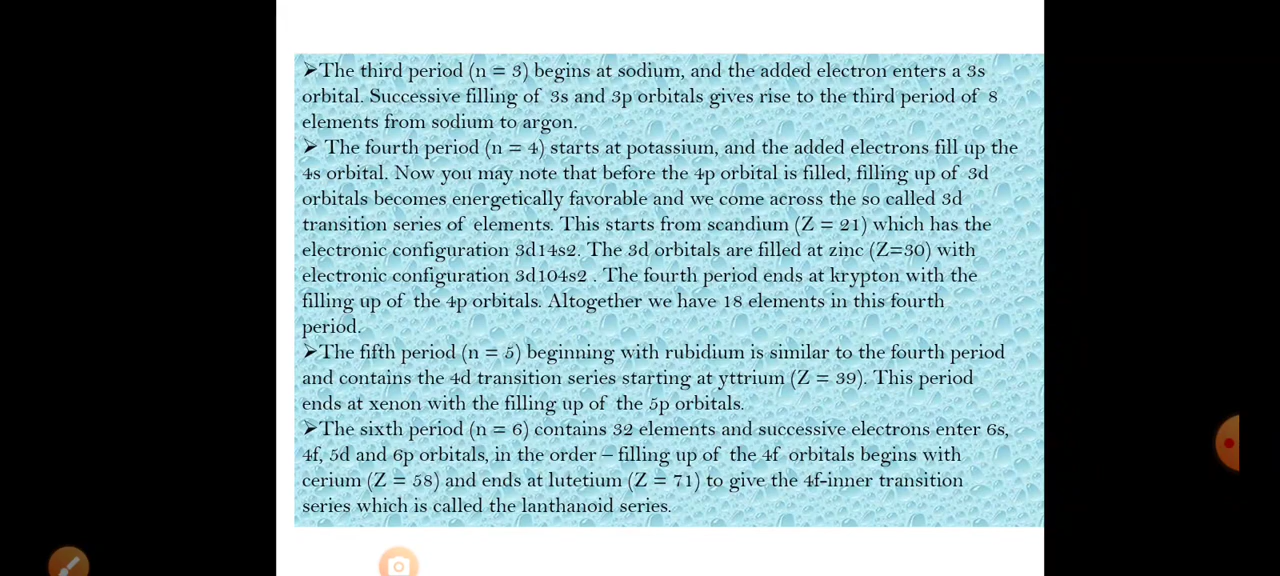 ➤The third period (n = 3) begins at sodium, and the added electron enters a 3s
orbital. Successive filling of 3s and 3p orbitals gives rise to the third period of 8
elements from sodium to argon.
➤ The fourth period (n = 4) starts at potassium, and the added electrons fill up the
4s orbital. Now you may note that before the 4p orbital is filled, filling up of 3d
orbitals becomes energetically favorable and we come across the so called 3d
transition series of elements. This starts from scandium (Z = 21) which has the
electronic configuration 3d14s2. The 3d orbitals are filled at zinc (Z=30) with
electronic configuration 3d104s2 . The fourth period ends at krypton with the
filling up of the 4p orbitals. Altogether we have 18 elements in this fourth
period.
➤The fifth period (n = 5) beginning with rubidium is similar to the fourth period
and contains the 4d transition series starting at yttrium (Z = 39). This period
ends at xenon with the filling up of the 5p orbitals.
➤The sixth period (n = 6) contains 32 elements and successive electrons enter 6s,
4f, 5d and 6p orbitals, in the order – filling up of the 4f orbitals begins with
cerium (Z = 58) and ends at lutetium (Z = 71) to give the 4f-inner transition
series which is called the lanthanoid series.